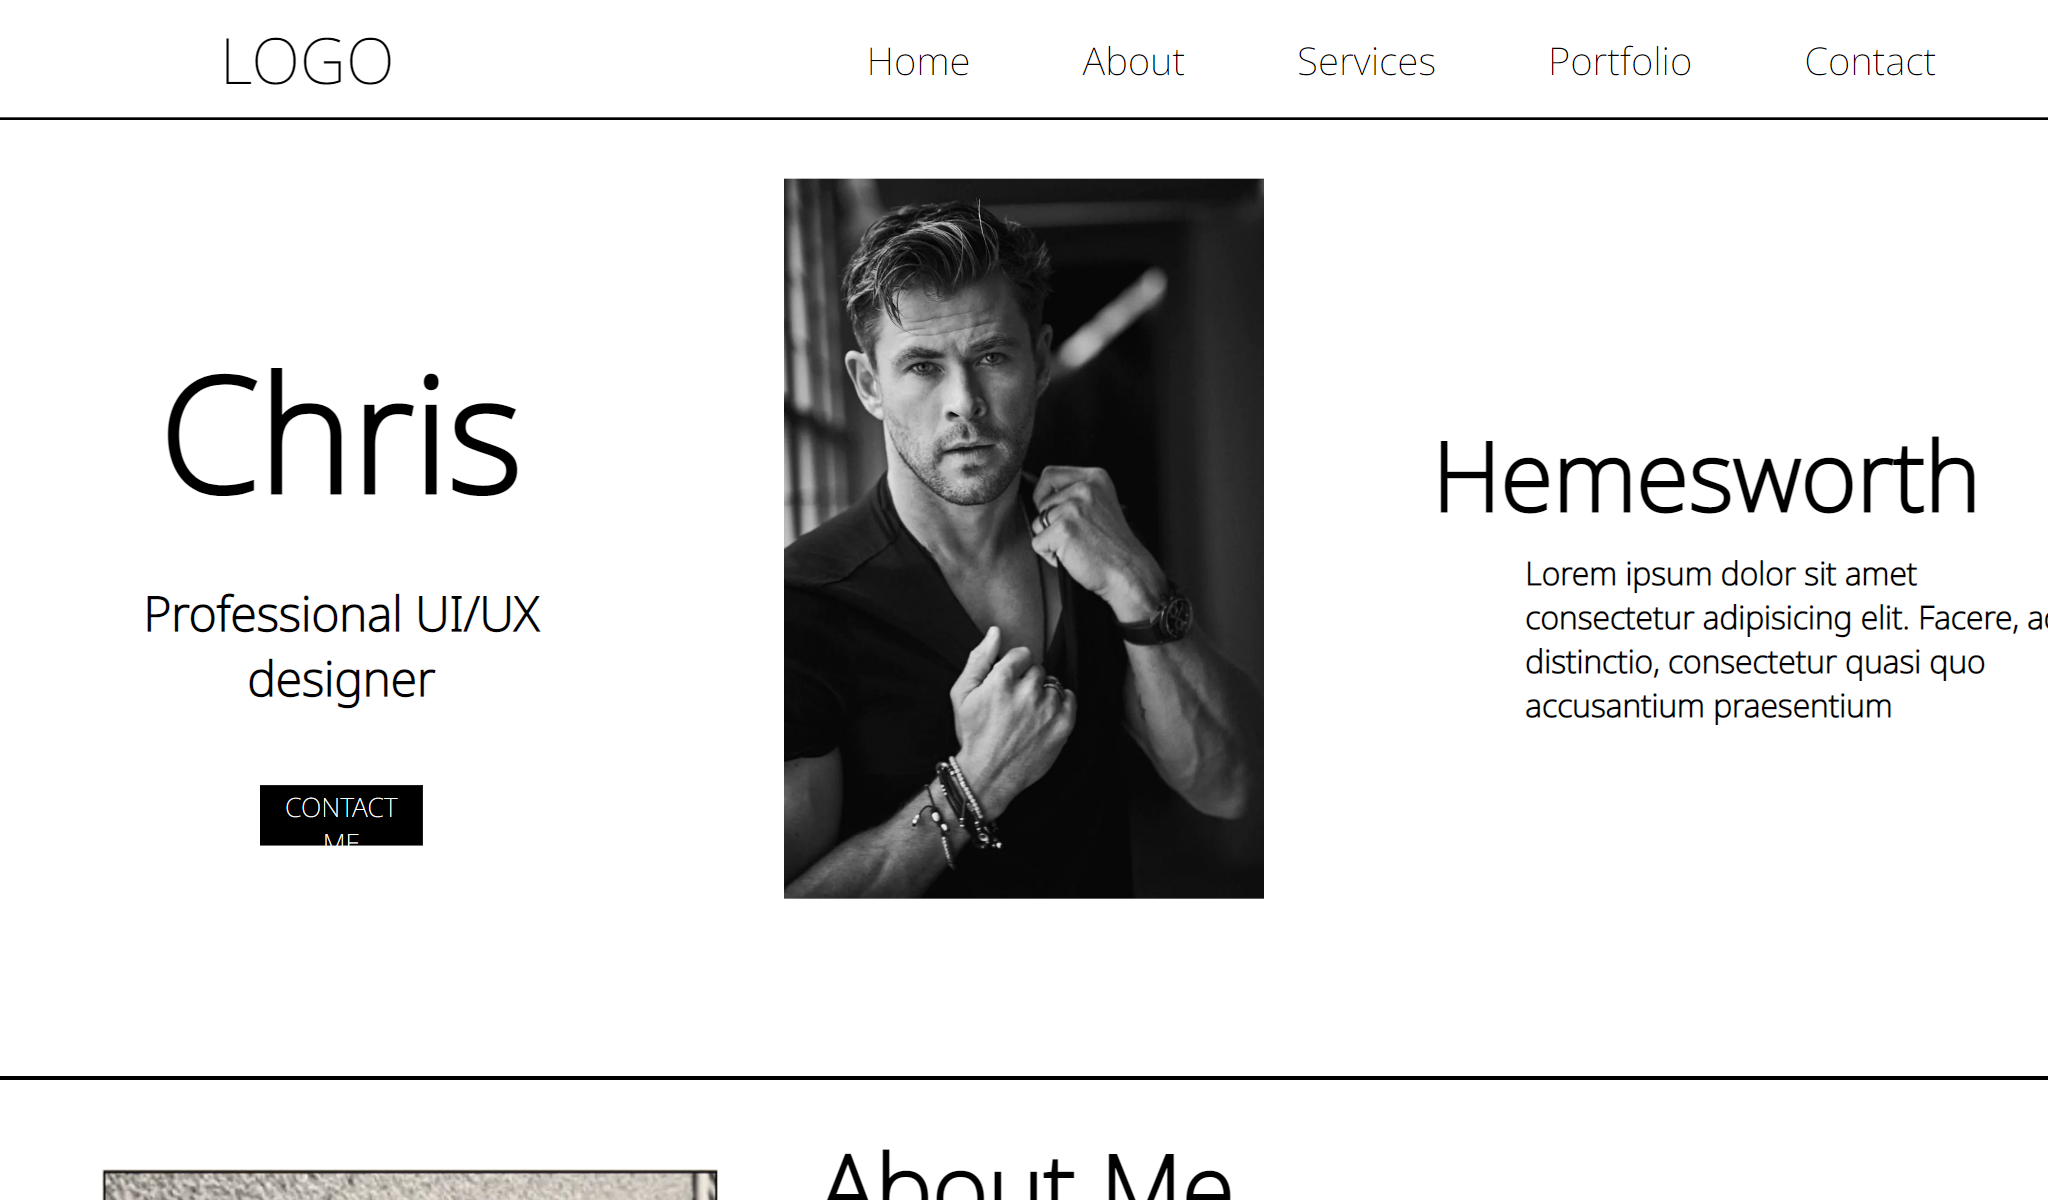 LOGO
Home About Services Portfolio Contact
Chris
Professional UI/UX
designer
CONTACT
ME
Hemesworth
Lorem ipsum dolor sit amet
consectetur adipisicing elit. Facere,
distinctio, consectetur quasi quo
accusantium praesentium
About Me